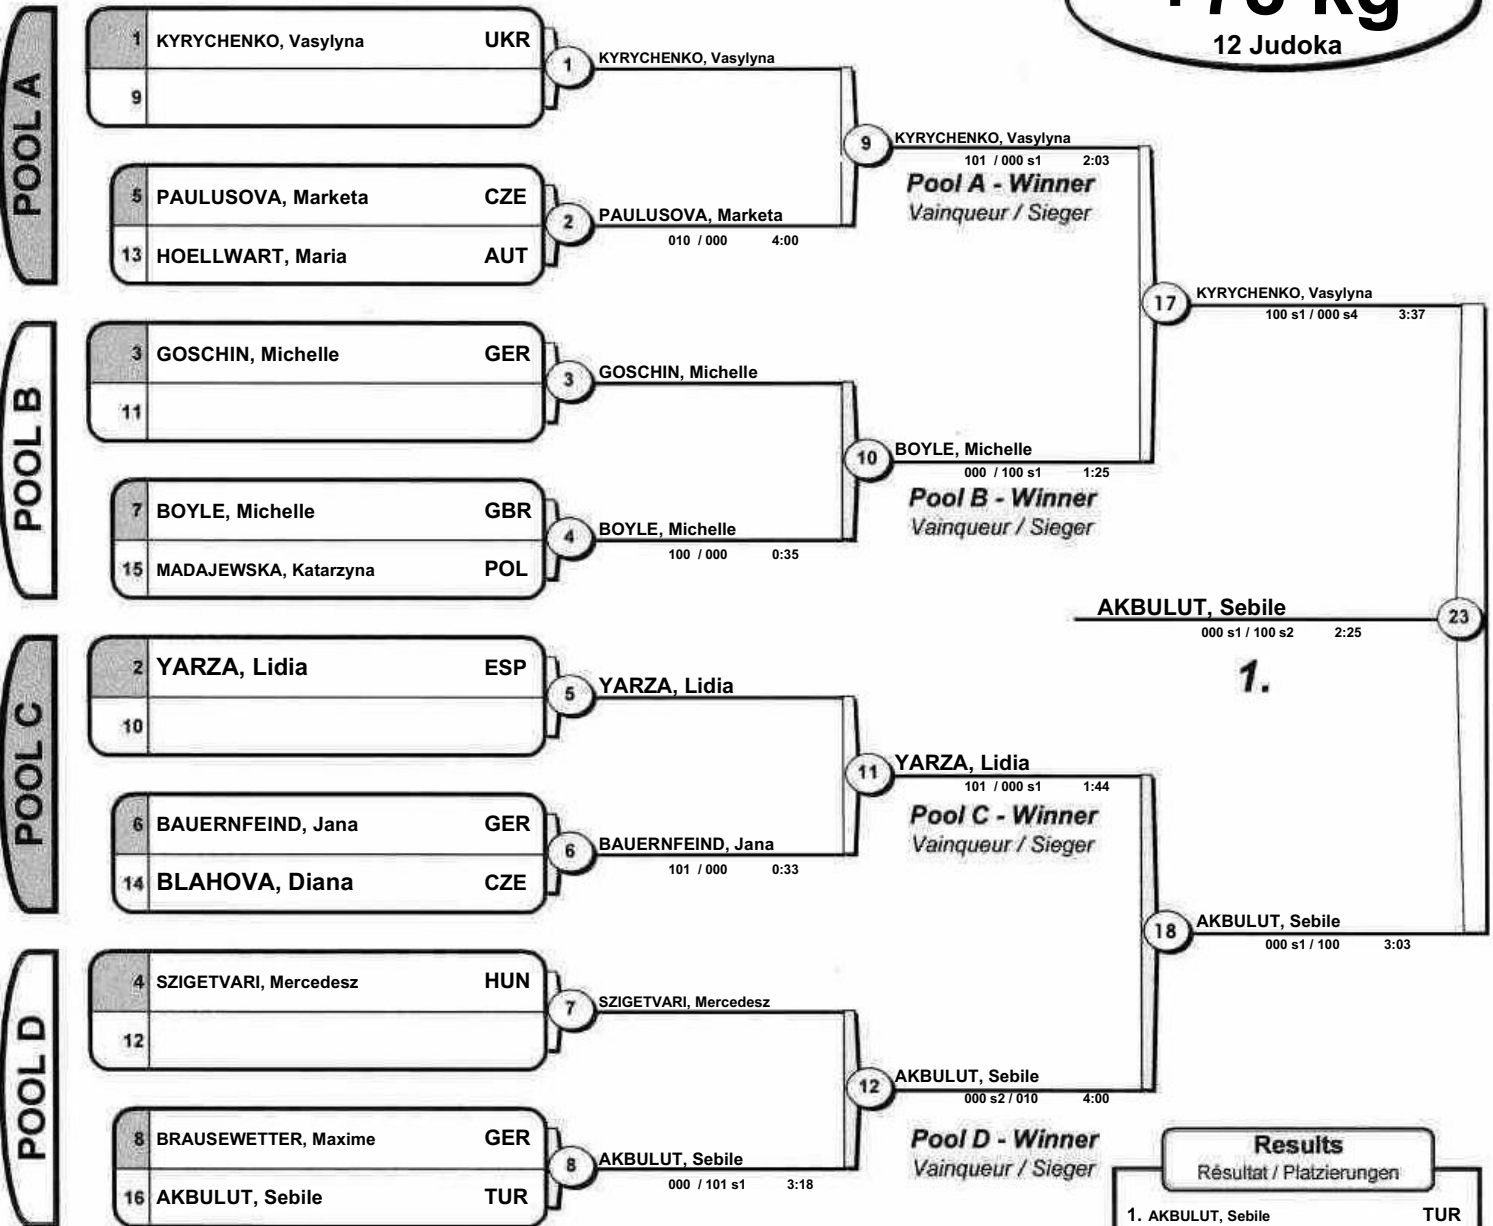 12 Judoka
POOL A
1 KYRYCHENKO, Vasylyna UKR
9
1 KYRYCHENKO, Vasylyna
5 PAULUSOVA, Marketa CZE
13 HOELLWART, Maria AUT
2 PAULUSOVA, Marketa
010 / 000 4:00
9 KYRYCHENKO, Vasylyna
101 / 000 s1 2:03
Pool A - Winner
Vainqueur / Sieger
POOL B
3 GOSCHIN, Michelle GER
11
3 GOSCHIN, Michelle
7 BOYLE, Michelle GBR
15 MADAJEWSKA, Katarzyna POL
4 BOYLE, Michelle
100 / 000 0:35
10 BOYLE, Michelle
000 / 100 s1 1:25
Pool B - Winner
Vainqueur / Sieger
17 KYRYCHENKO, Vasylyna
100 s1 / 000 s4 3:37
AKBULUT, Sebile 23
000 s1 / 100 s2 2:25
1.
POOL C
2 YARZA, Lidia ESP
10
5 YARZA, Lidia
6 BAUERNFEIND, Jana GER
14 BLAHOVA, Diana CZE
6 BAUERNFEIND, Jana
101 / 000 0:33
11 YARZA, Lidia
101 / 000 s1 1:44
Pool C - Winner
Vainqueur / Sieger
18 AKBULUT, Sebile
000 s1 / 100 3:03
POOL D
4 SZIGETVARI, Mercedesz HUN
12
7 SZIGETVARI, Mercedesz
8 BRAUSEWETTER, Maxime GER
16 AKBULUT, Sebile TUR
8 AKBULUT, Sebile
000 / 101 s1 3:18
12 AKBULUT, Sebile
000 s2 / 010 4:00
Pool D - Winner
Vainqueur / Sieger
Results
Résultat / Platzierungen
1. AKBULUT, Sebile TUR